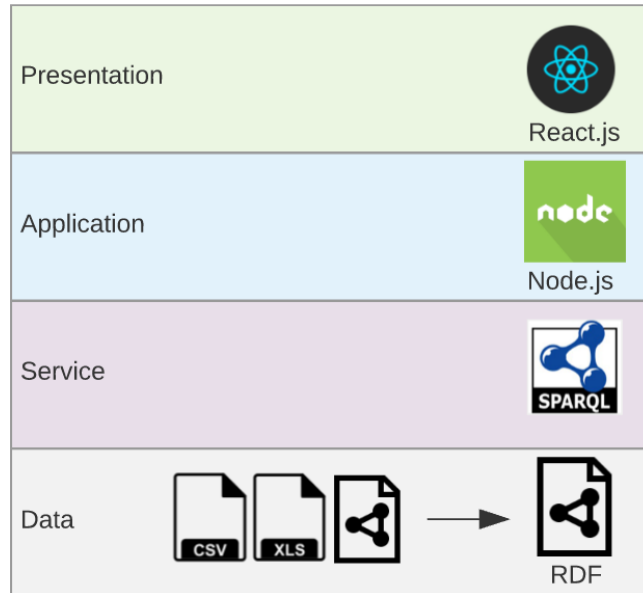 Presentation
React.js
Application
node
Node.js
Service
SPARQL
Data
CSV
XLS
RDF